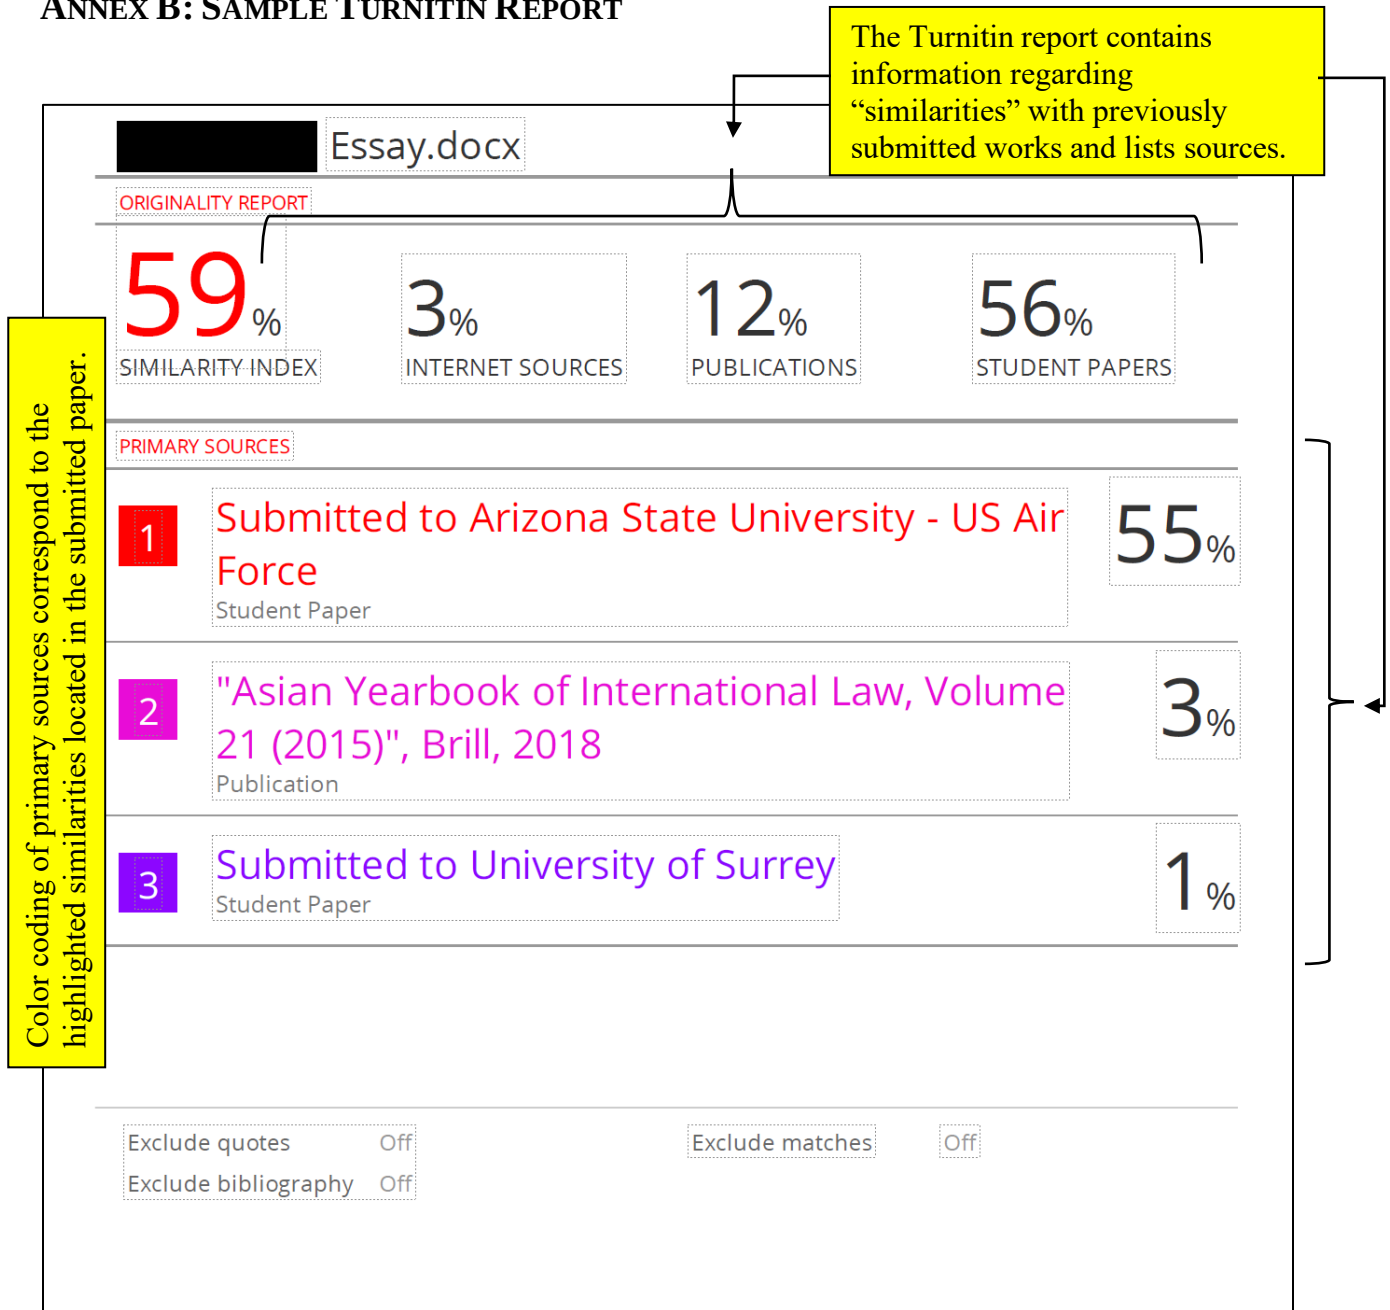 ANNEX B: SAMPLE TURNITIN REPORT
The Turnitin report contains
information regarding
“similarities” with previously
submitted works and lists sources.
Essay.docx
ORIGINALITY REPORT
59%
SIMILARITY INDEX
3%
INTERNET SOURCES
12%
PUBLICATIONS
56%
STUDENT PAPERS
Color coding of primary sources correspond to the
highlighted similarities located in the submitted paper.
PRIMARY SOURCES
1
Submitted to Arizona State University - US Air
Force
Student Paper
55%
2
"Asian Yearbook of International Law, Volume
21 (2015)", Brill, 2018
Publication
3%
3
Submitted to University of Surrey
Student Paper
1%
Exclude quotes Off
Exclude bibliography Off
Exclude matches Off